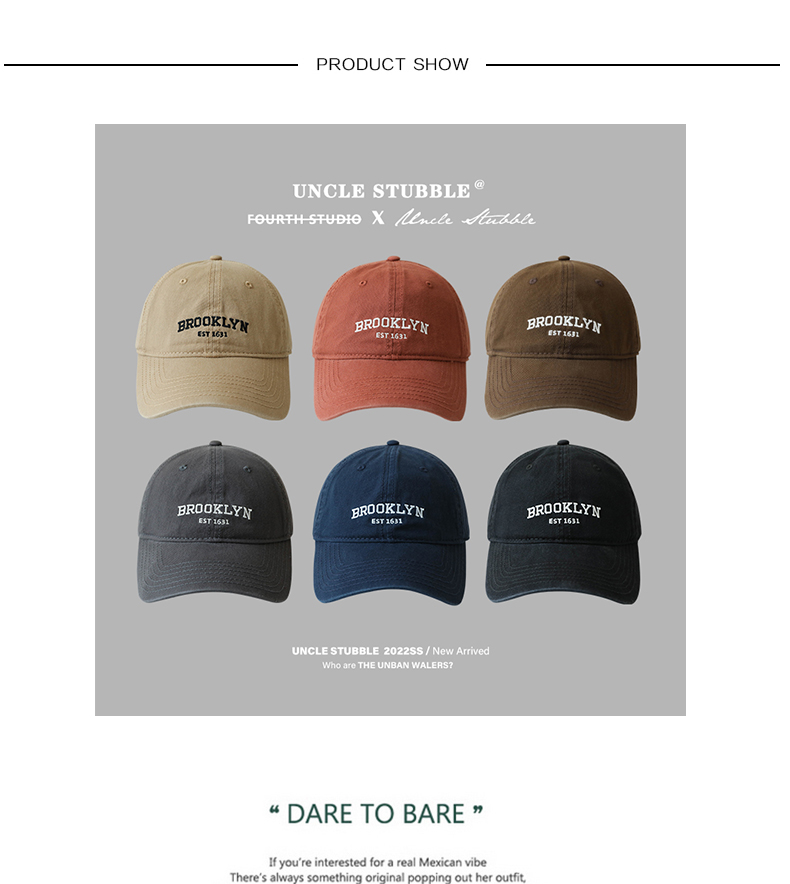 PRODUCT SHOW
UNCLE STUBBLE @
FOURTH STUDIO X Uncle Stubble
BROOKLYN
EST 1631
BROOKLYN
EST 1631
BROOKLYN
EST 1631
BROOKLYN
EST 1631
BROOKLYN
EST 1631
BROOKLYN
EST 1631
UNCLE STUBBLE 2022SS / New Arrived
Who are THE UNBAN WALERS?
“ DARE TO BARE ”
If you're interested for a real Mexican vibe
There's always something original popping out her outfit,